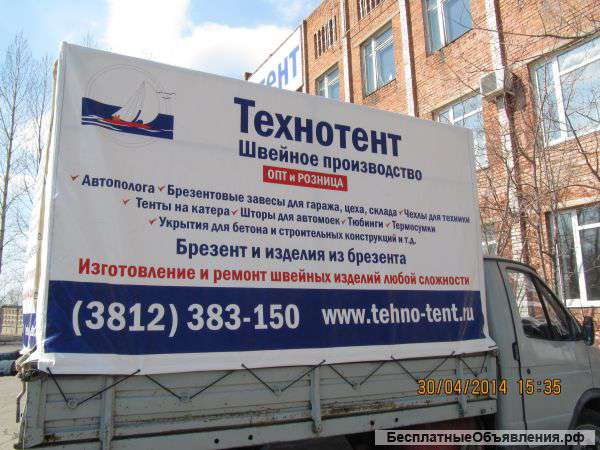 тент
Технотент
Швейное производство
ОПТ и РОЗНИЦА
Автополога Брезентовые завесы для гаража, цеха, склада Чехлы для техники
Тенты на катера Шторы для автомоек Тюбинги Термосумки
Укрытия для бетона и строительных конструкций и т.д.
Брезент и изделия из брезента
Изготовление и ремонт швейных изделий любой сложности
(3812) 383-150 www.tehno-tent.ru
30/04/2014 15:35
БесплатныеОбъявления.рф